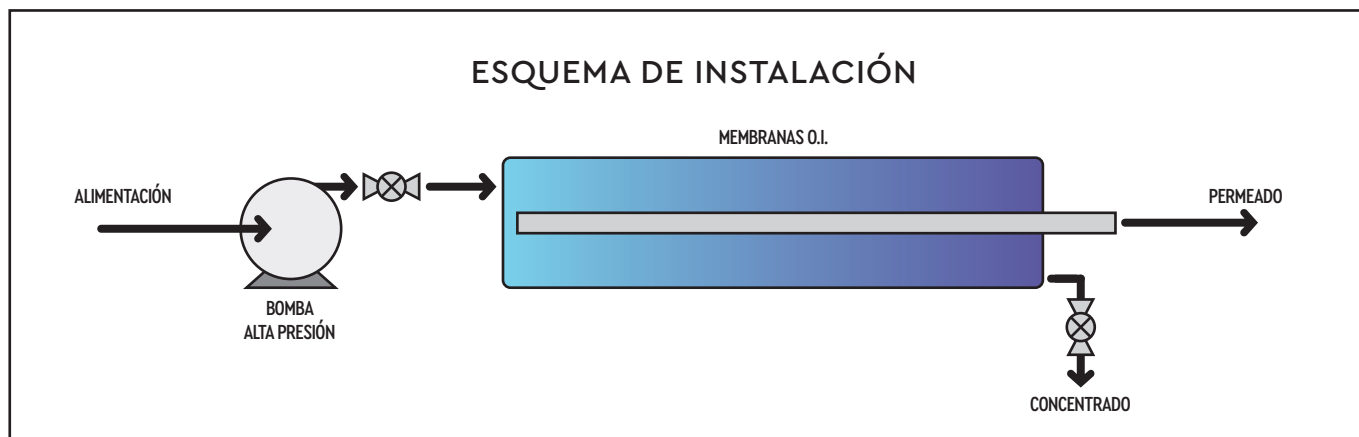 ESQUEMA DE INSTALACIÓN
MEMBRANAS O.I.
ALIMENTACIÓN
PERMEADO
BOMBA
ALTA PRESIÓN
CONCENTRADO